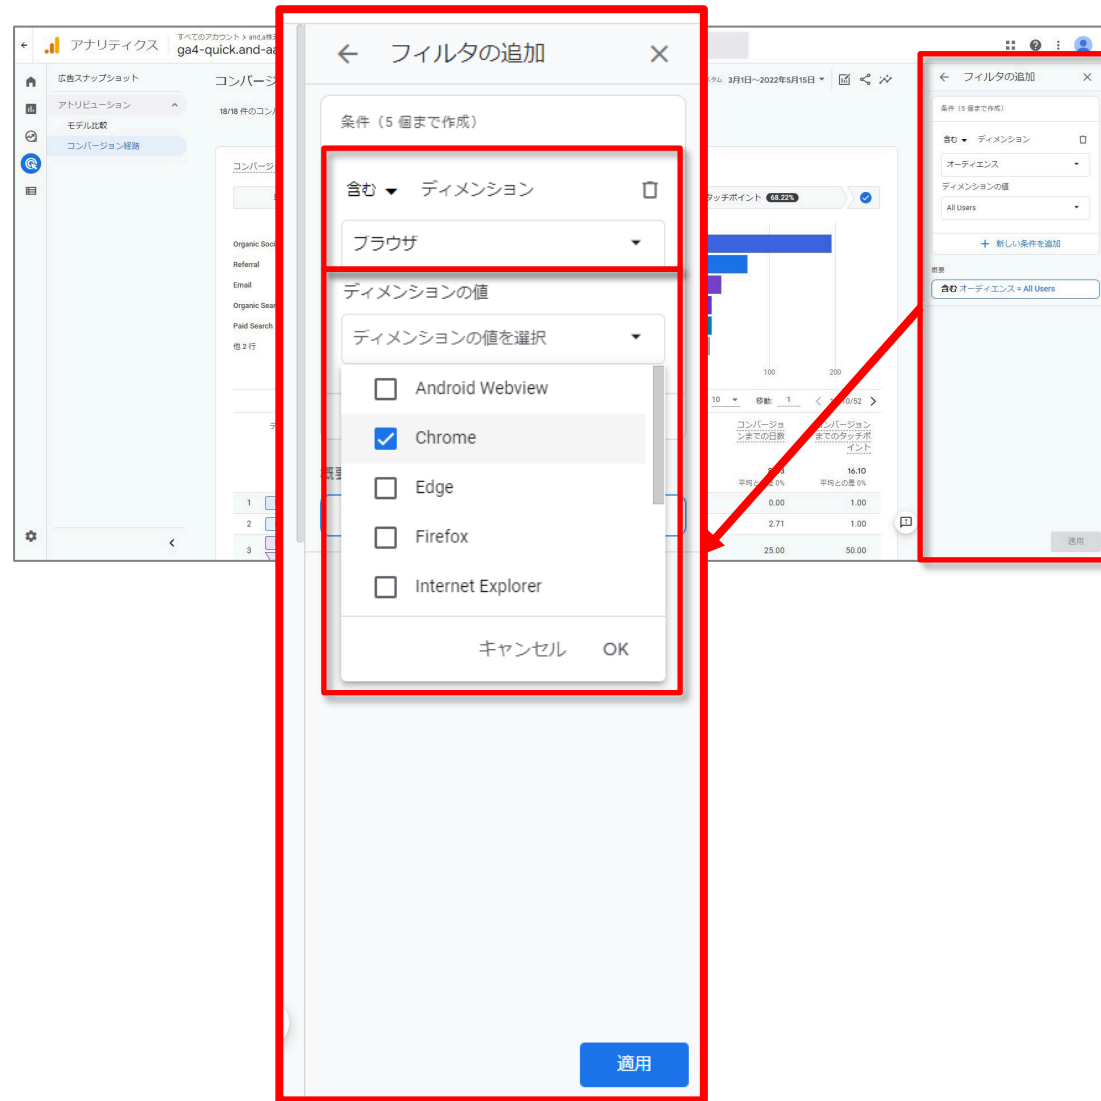 アナリティクス
すべてのアカウント > and,a株
ga4-quick.and-aa
広告スナップショット
アトリビューション
モデル比較
コンバージョン経路
コンバージ
18/18 件のコン
コンバージ
Organic Soci
Referral
Email
Organic Sear
Paid Search
他 2 行
1
2
3
フィルタの追加
条件（5 個まで作成）
含む ディメンション
ブラウザ
ディメンションの値
ディメンションの値を選択
Android Webview
Chrome
Edge
Firefox
Internet Explorer
キャンセル OK
適用
3月1日～2022年5月15日
タッチポイント 68.22%
100 200
10 移動: 1 10/52
コンバージョンまでの日数
コンバージョン
までのタッチポ
イント
16.10
平均との差 0% 平均との差 0%
0.00 1.00
2.71 1.00
25.00 50.00
フィルタの追加
条件（5 個まで作成）
含む ディメンション
オーディエンス
ディメンションの値
All Users
+ 新しい条件を追加
概要
含む オーディエンス = All Users
適用